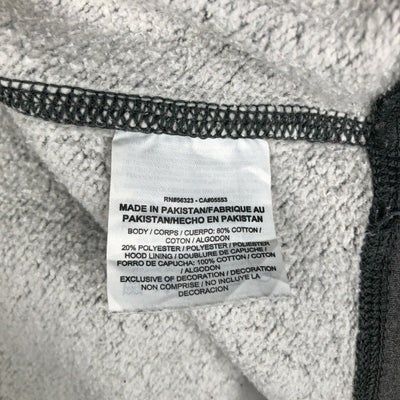 RN#56323 - CA#05553
MADE IN PAKISTAN/FABRIQUE AU
PAKISTAN/HECHO EN PAKISTAN
BODY / CORPS / CUERPO: 80% COTTON /
COTON / ALGODON
20% POLYESTER / POLYESTER / POLIESTER
HOOD LINING / DOUBLURE DE CAPUCHE /
FORRO DE CAPUCHA: 100% COTTON / COTON
/ ALGODON
EXCLUSIVE OF DECORATION / DECORATION
NON COMPRISE / NO INCLUYE LA
DECORACION